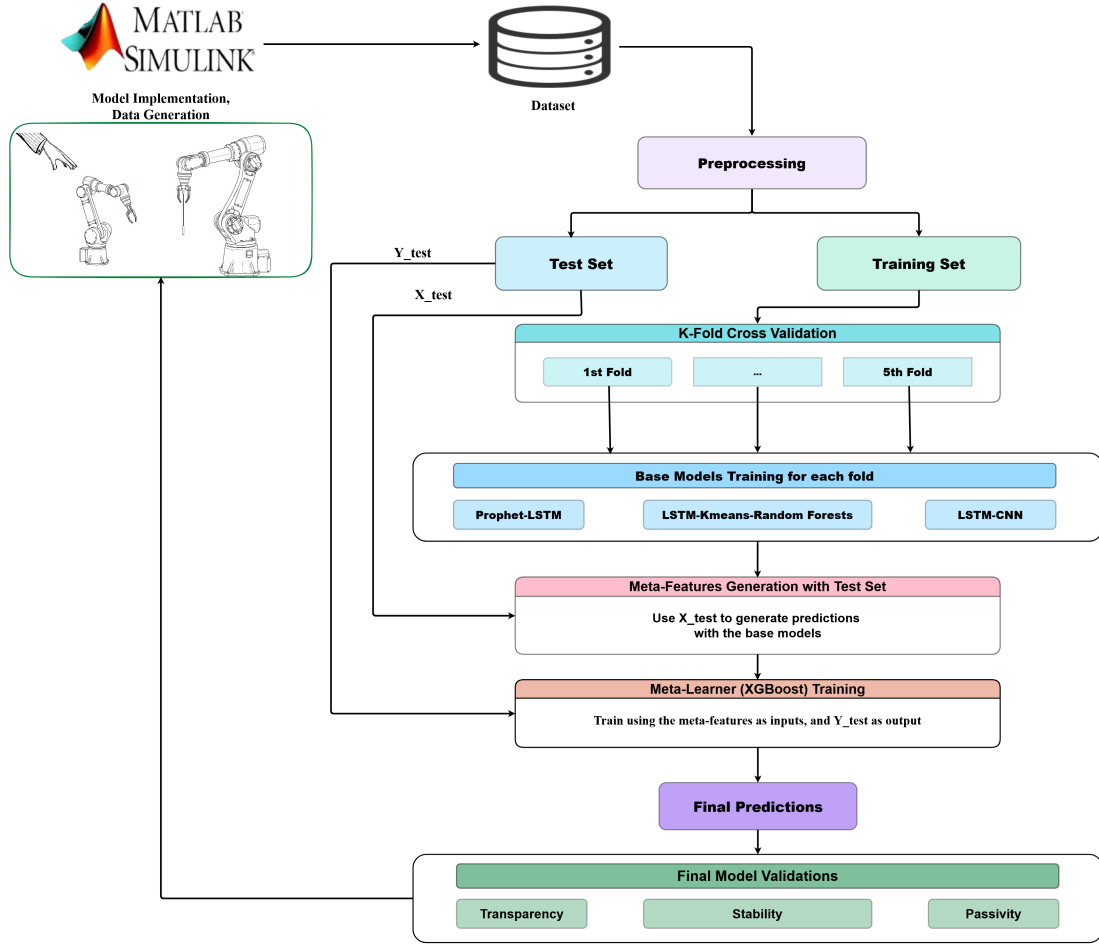 MATLAB
SIMULINK®
Model Implementation,
Data Generation
Dataset
Preprocessing
Test Set
Training Set
Y_test
X_test
K-Fold Cross Validation
1st Fold
...
5th Fold
Base Models Training for each fold
Prophet-LSTM
LSTM-Kmeans-Random Forests
LSTM-CNN
Meta-Features Generation with Test Set
Use X_test to generate predictions
with the base models
Meta-Learner (XGBoost) Training
Train using the meta-features as inputs, and Y_test as output
Final Predictions
Final Model Validations
Transparency
Stability
Passivity